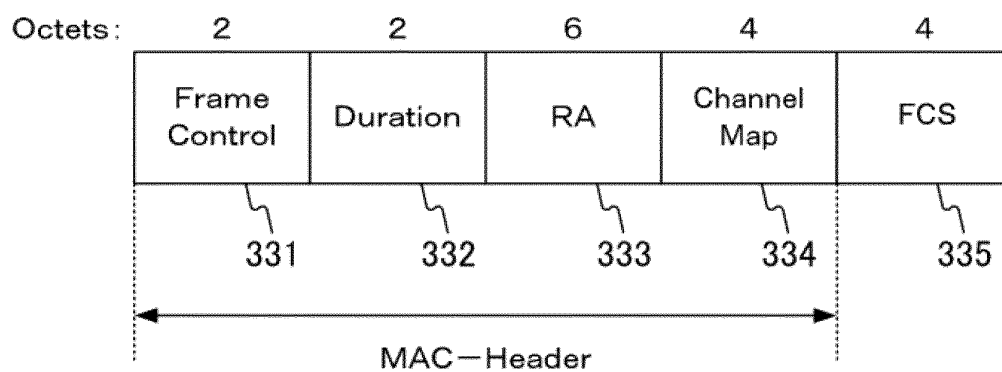 Octets: 2 2 6 4 4
Frame Control Duration RA Channel Map FCS
331 332 333 334 335
MAC-Header